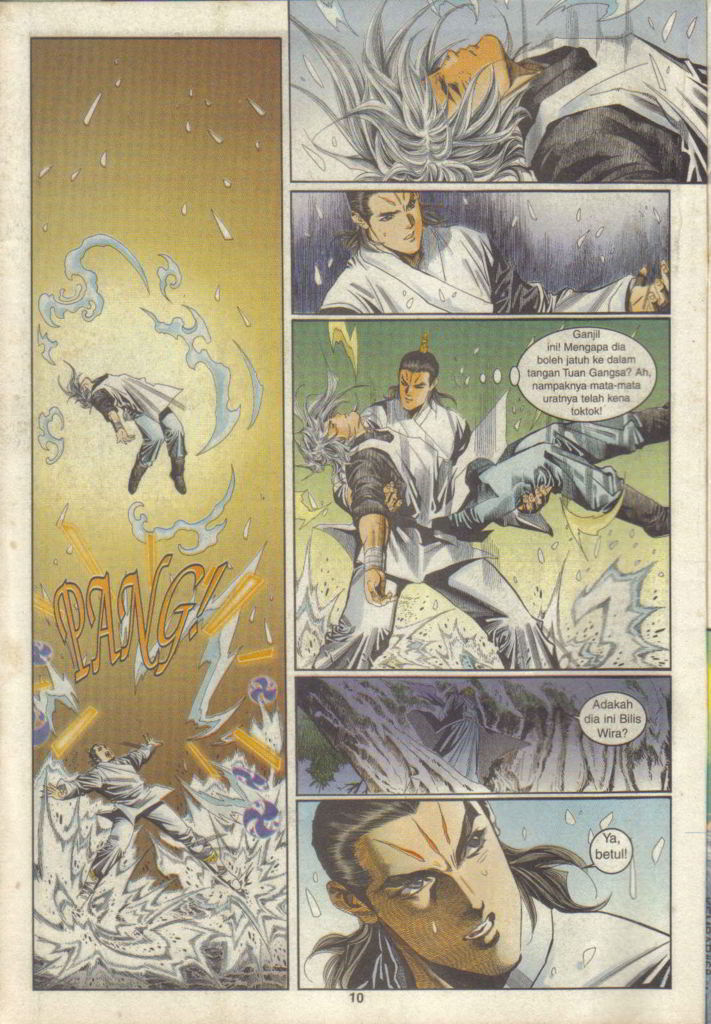 PANG!
Ganjil
ini! Mengapa dia
boleh jatuh ke dalam
tangan Tuan Gangsa? Ah,
nampaknya mata-mata
uratnya telah kena
toktok!
Adakah
dia ini Bilis
Wira?
Ya,
betul!
10